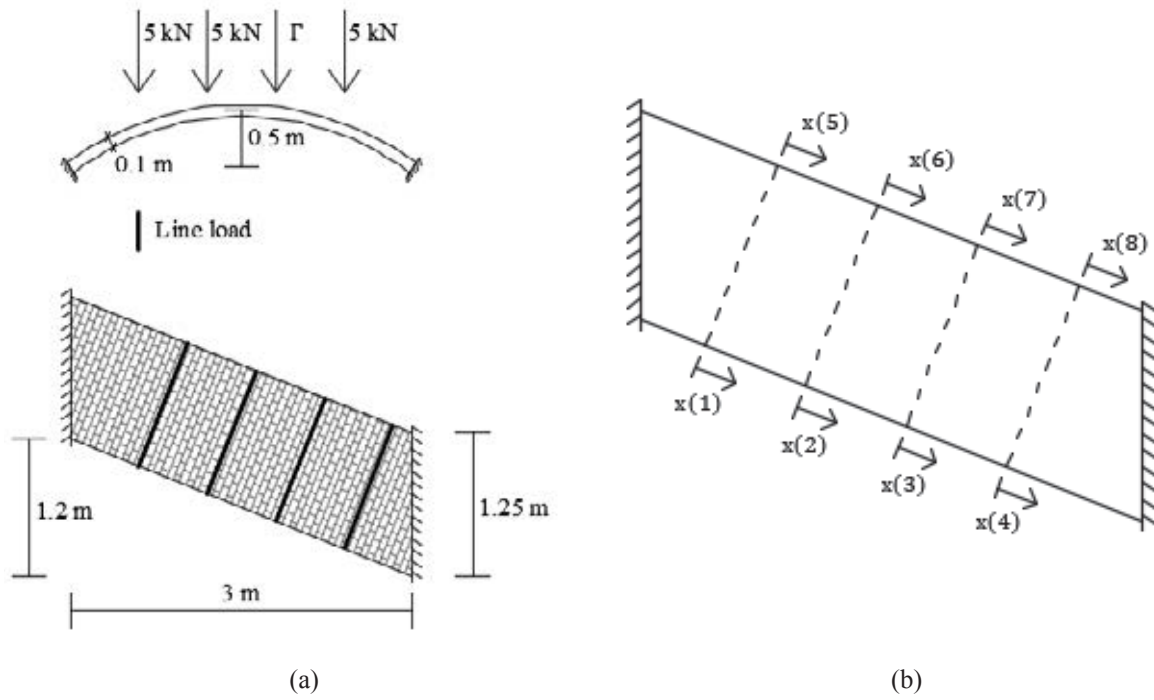 5 kN 5 kN Γ 5 kN
0.5 m
0.1 m
Line load
1.2 m
1.25 m
3 m
(a)
x(5)
x(6)
x(7)
x(8)
x(1)
x(2)
x(3)
x(4)
(b)